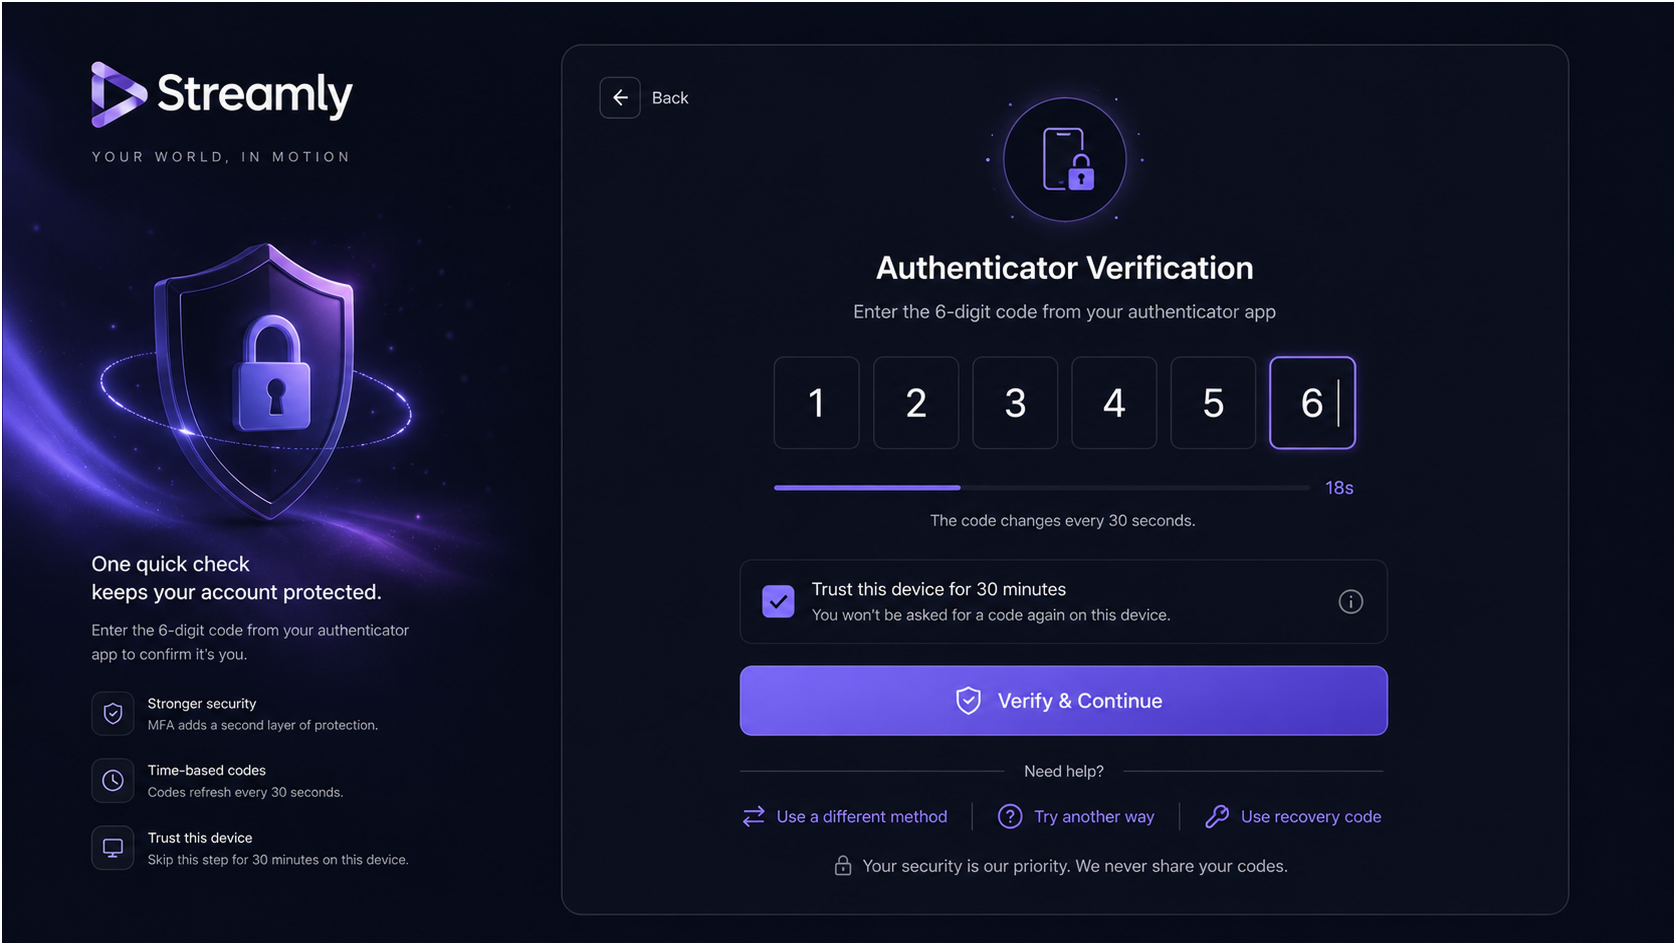 Streamly
YOUR WORLD, IN MOTION
One quick check
keeps your account protected.
Enter the 6-digit code from your authenticator
app to confirm it's you.
Stronger security
MFA adds a second layer of protection.
Time-based codes
Codes refresh every 30 seconds.
Trust this device
Skip this step for 30 minutes on this device.
Back
Authenticator Verification
Enter the 6-digit code from your authenticator app
1 2 3 4 5 6
18s
The code changes every 30 seconds.
Trust this device for 30 minutes
You won't be asked for a code again on this device.
Verify & Continue
Need help?
Use a different method
Try another way
Use recovery code
Your security is our priority. We never share your codes.